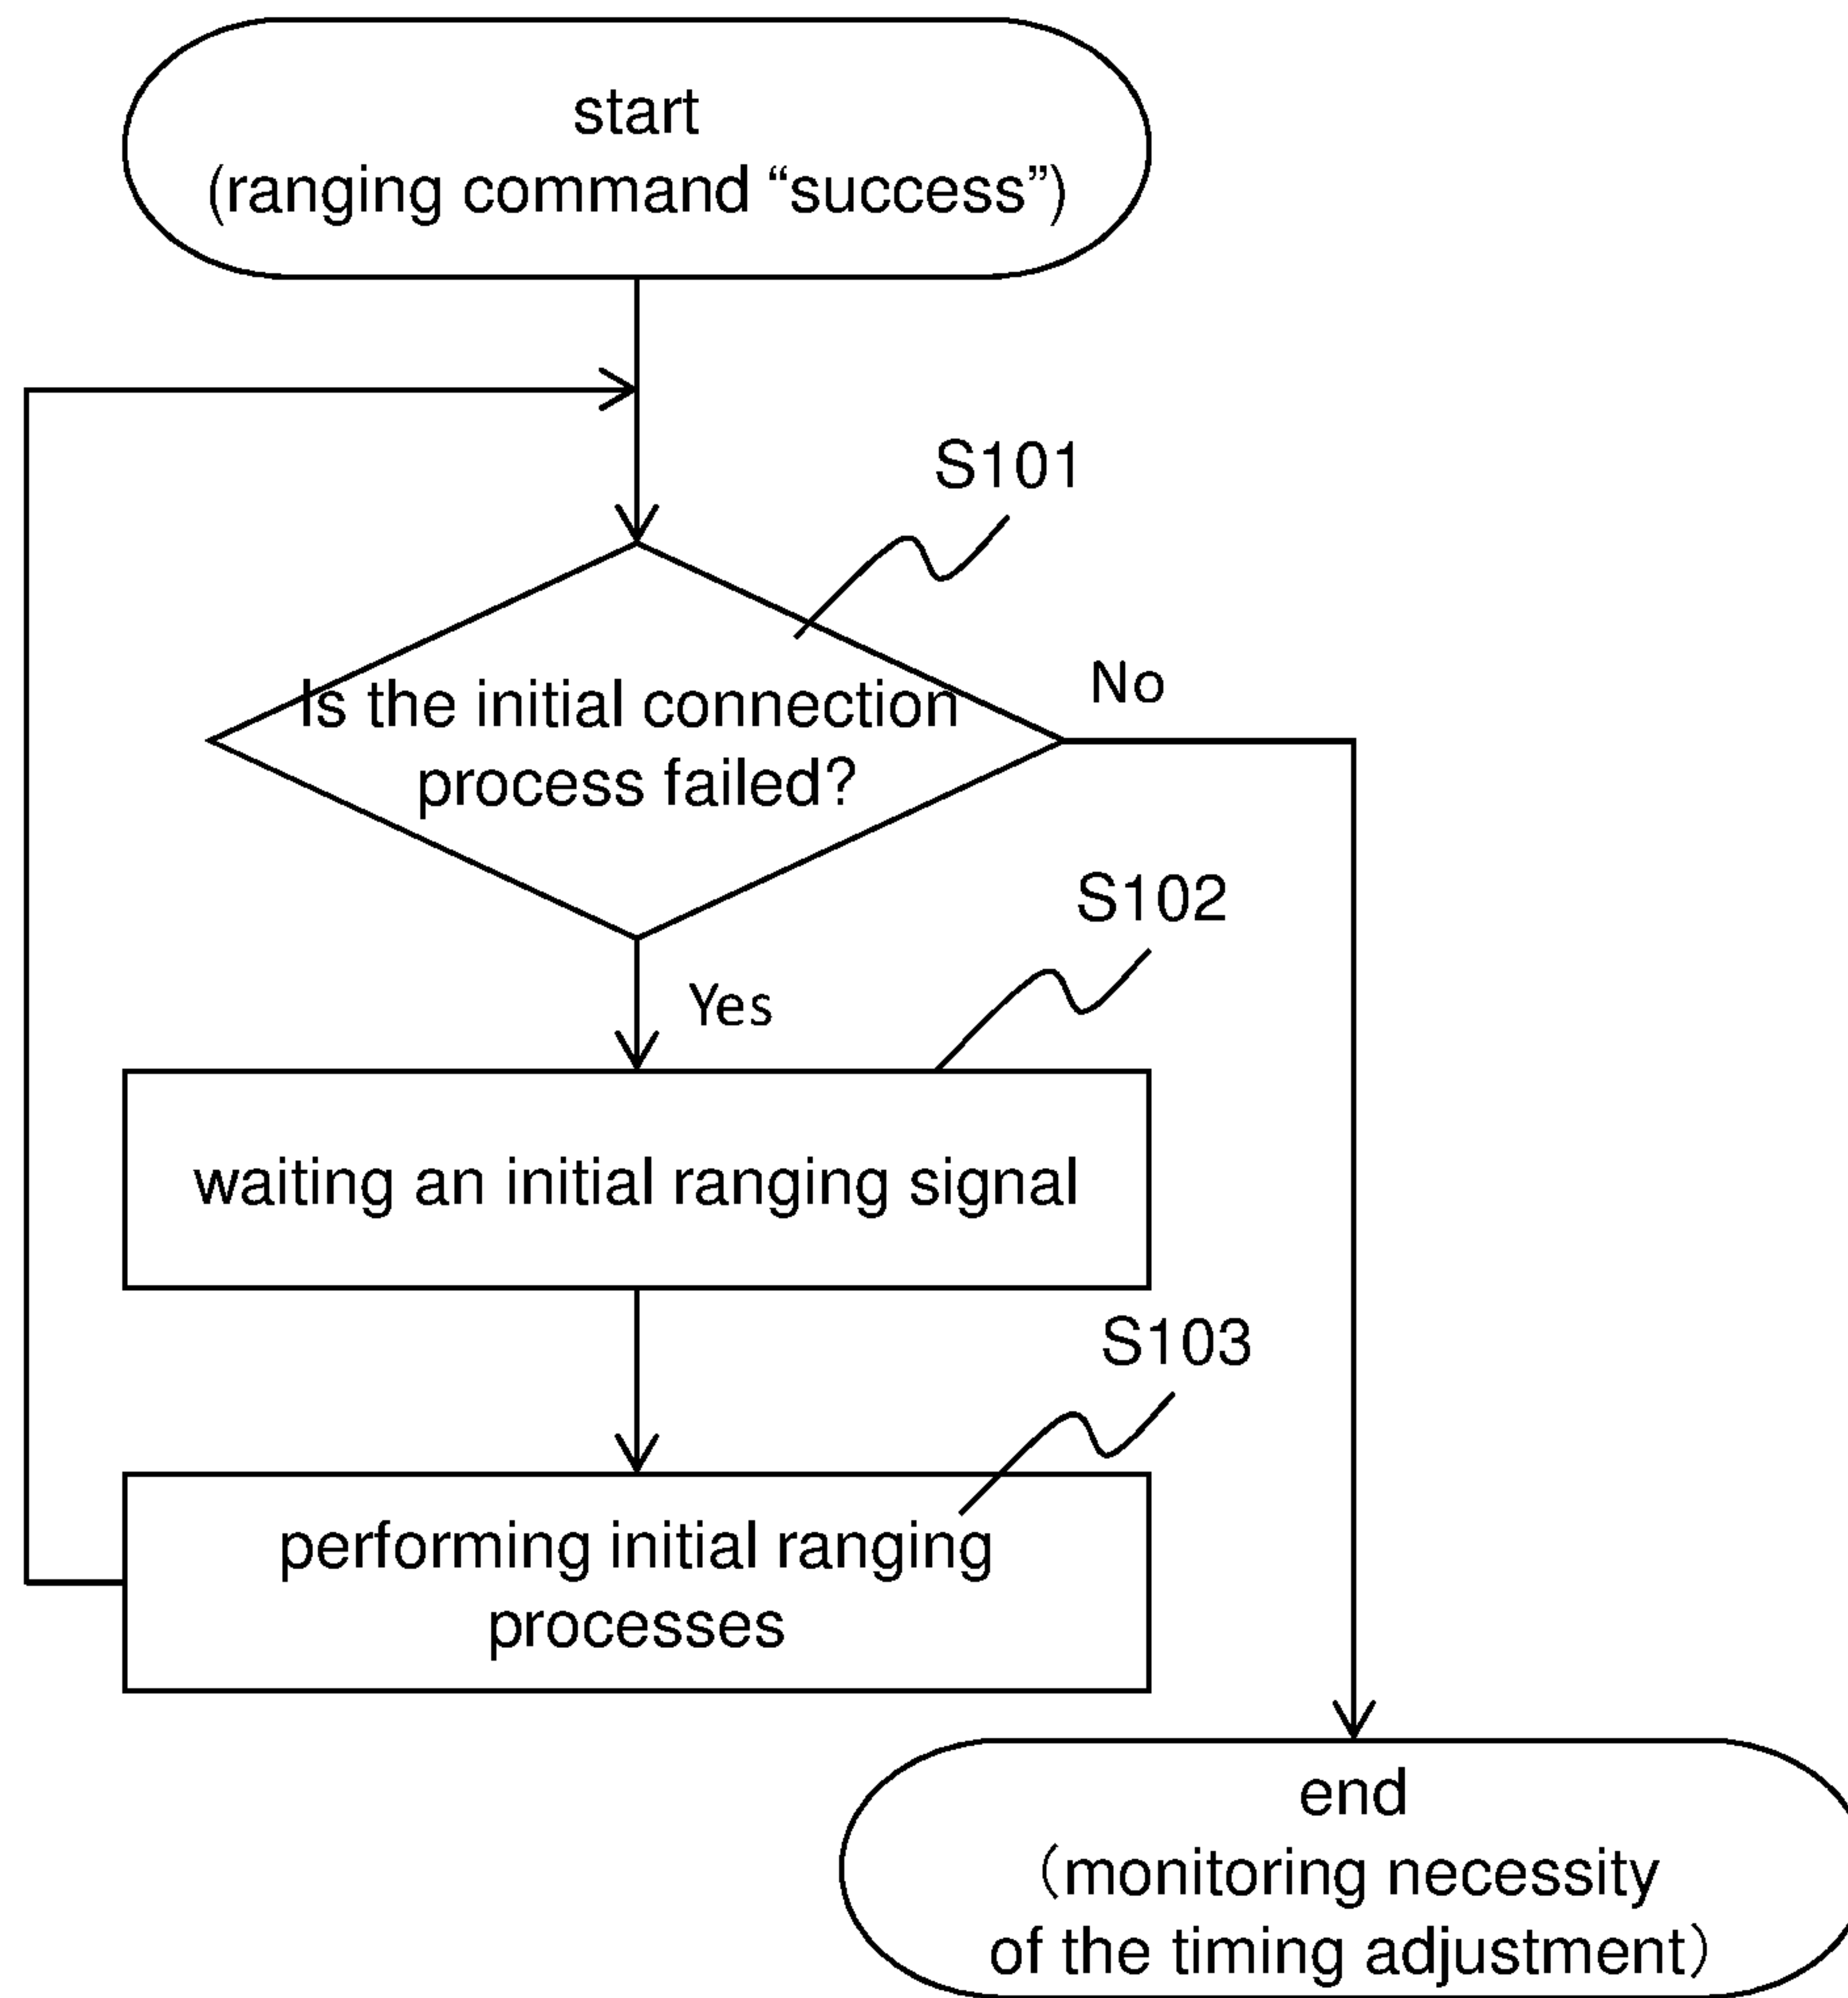 start
(ranging command “success”)
S101
Is the initial connection
process failed?
No
S102
Yes
waiting an initial ranging signal
S103
performing initial ranging
processes
end
(monitoring necessity
of the timing adjustment)